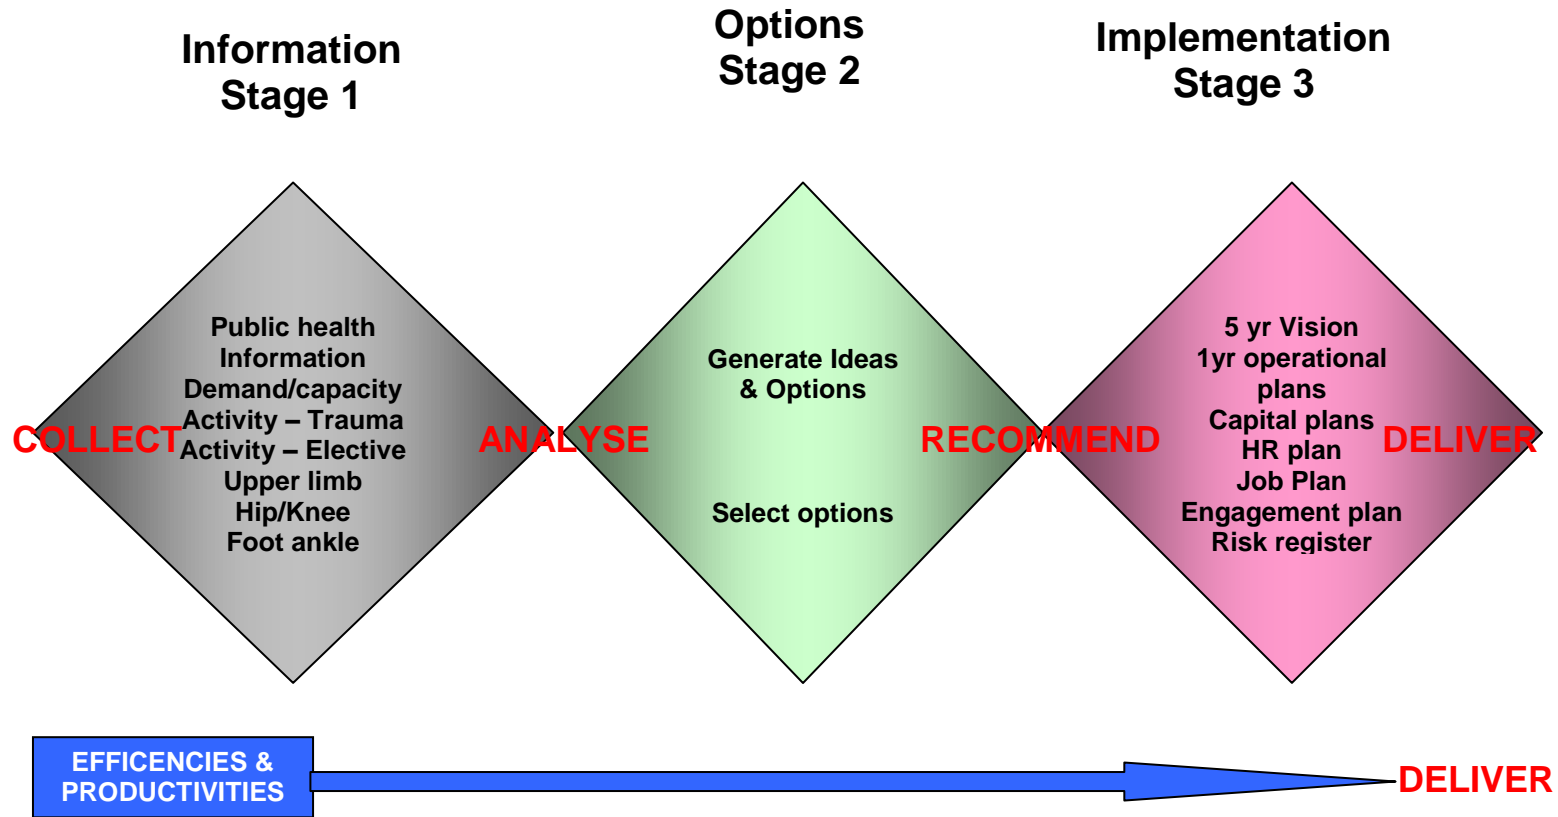 Information
Stage 1
Options
Stage 2
Implementation
Stage 3
COLLECT
Public health
Information
Demand/capacity
Activity – Trauma
Activity – Elective
Upper limb
Hip/Knee
Foot ankle
ANALYSE
Generate Ideas
& Options
Select options
RECOMMEND
5 yr Vision
1yr operational
plans
Capital plans
HR plan
Job Plan
Engagement plan
Risk register
DELIVER
EFFICENCIES &
PRODUCTIVITIES
DELIVER